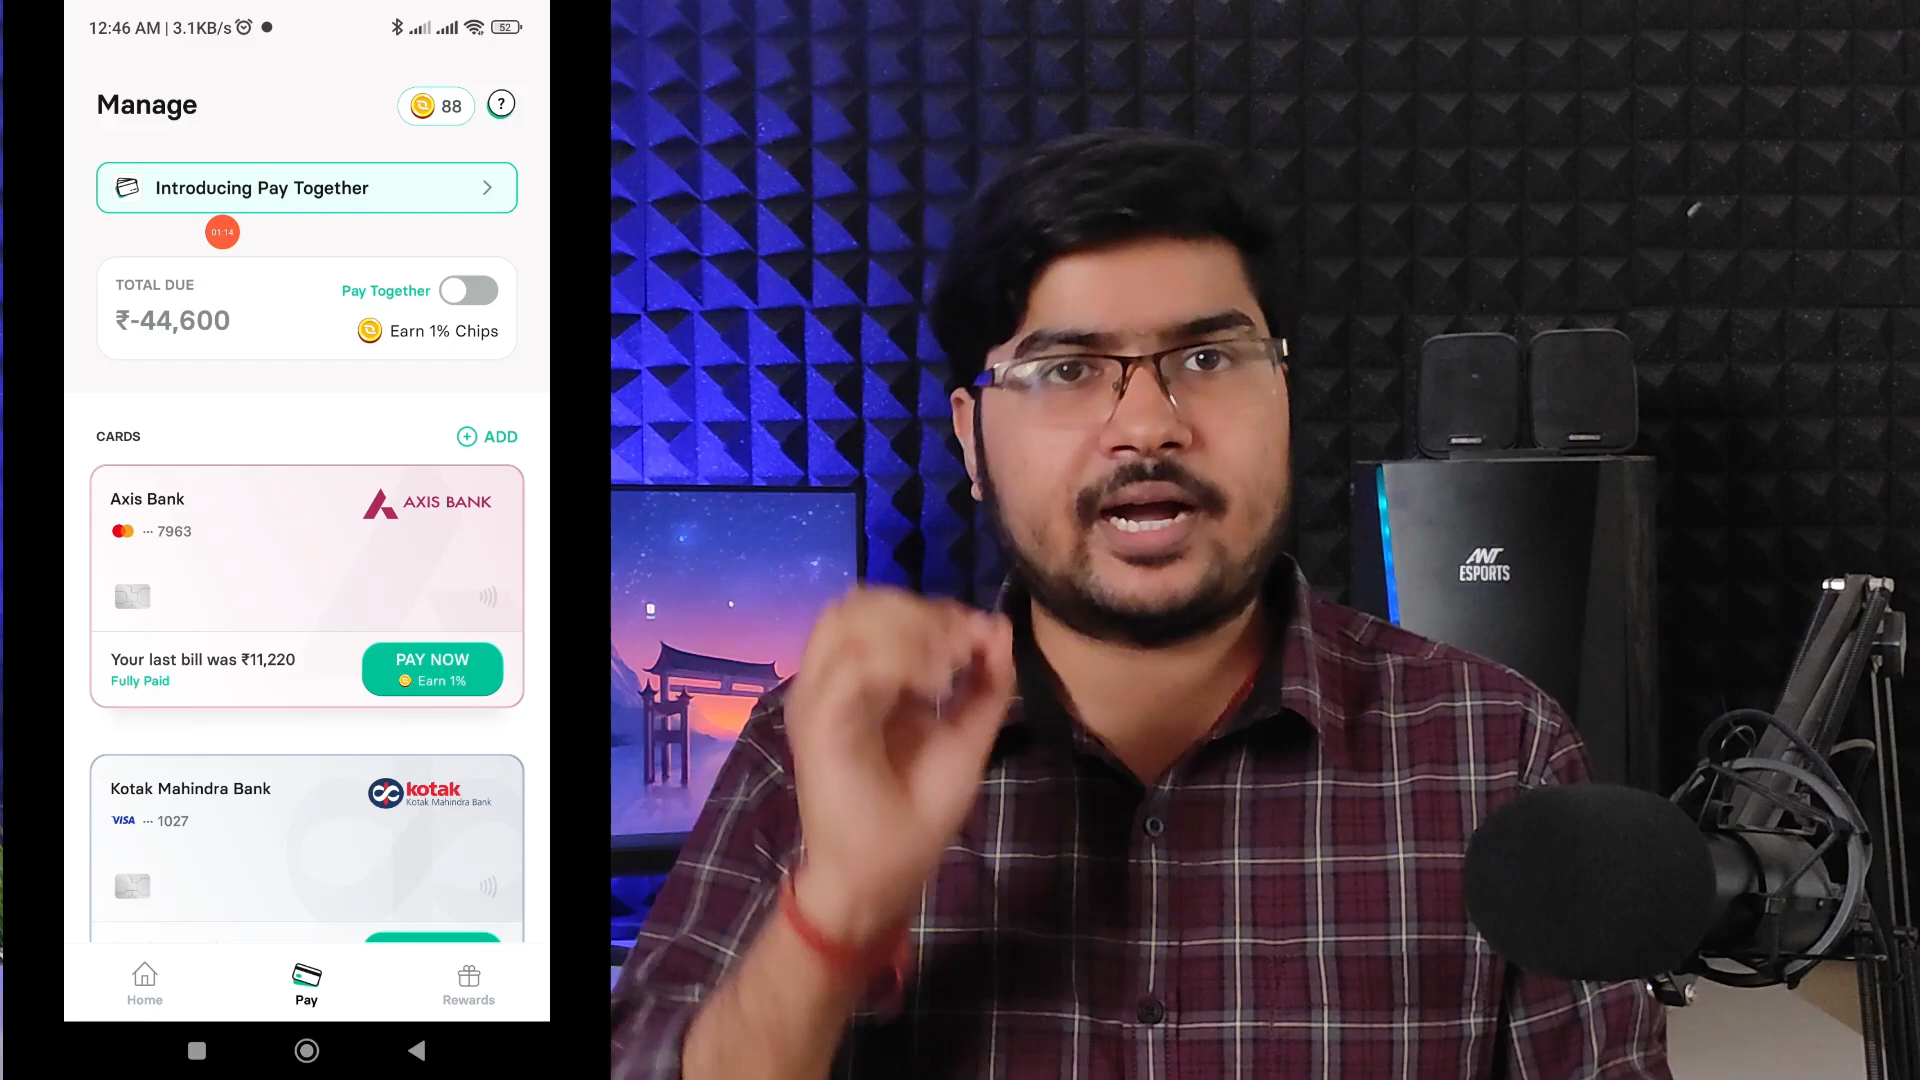 12:46 AM | 3.1KB/s
52
Manage
88
?
Introducing Pay Together
01:14
TOTAL DUE
Pay Together
₹-44,600
Earn 1% Chips
CARDS
ADD
Axis Bank
AXIS BANK
··· 7963
Your last bill was ₹11,220
Fully Paid
PAY NOW
Earn 1%
Kotak Mahindra Bank
kotak
Kotak Mahindra Bank
VISA ··· 1027
Home
Pay
Rewards
ANT
ESPORTS